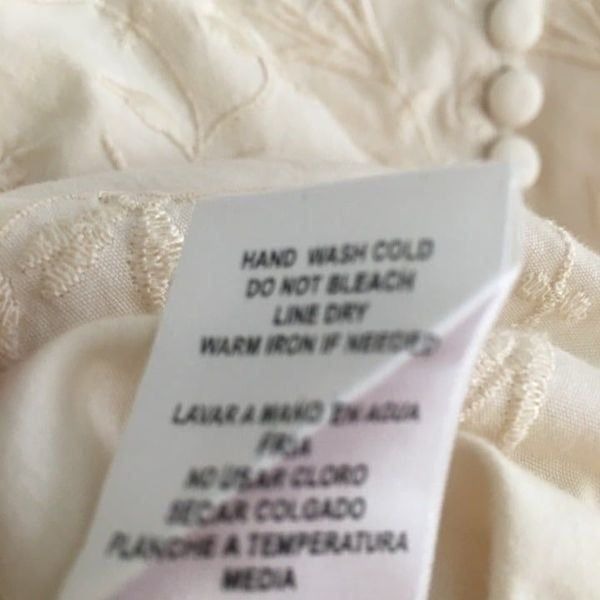 HAND WASH COLD
DO NOT BLEACH
LINE DRY
WARM IRON IF NEEDED
LAVAR A MANO EN AGUA
FRIA
NO USAR CLORO
SECAR COLGADO
PLANCHE A TEMPERATURA
MEDIA